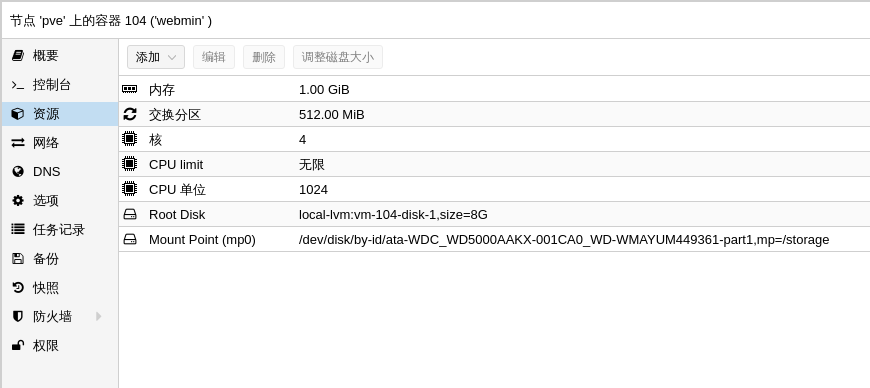 节点 'pve' 上的容器 104 ('webmin' )
概要
控制台
资源
网络
DNS
选项
任务记录
备份
快照
防火墙
权限
添加 编辑 删除 调整磁盘大小
内存 1.00 GiB
交换分区 512.00 MiB
核 4
CPU limit 无限
CPU 单位 1024
Root Disk local-lvm:vm-104-disk-1,size=8G
Mount Point (mp0) /dev/disk/by-id/ata-WDC_WD5000AAKX-001CA0_WD-WMAYUM449361-part1,mp=/storage